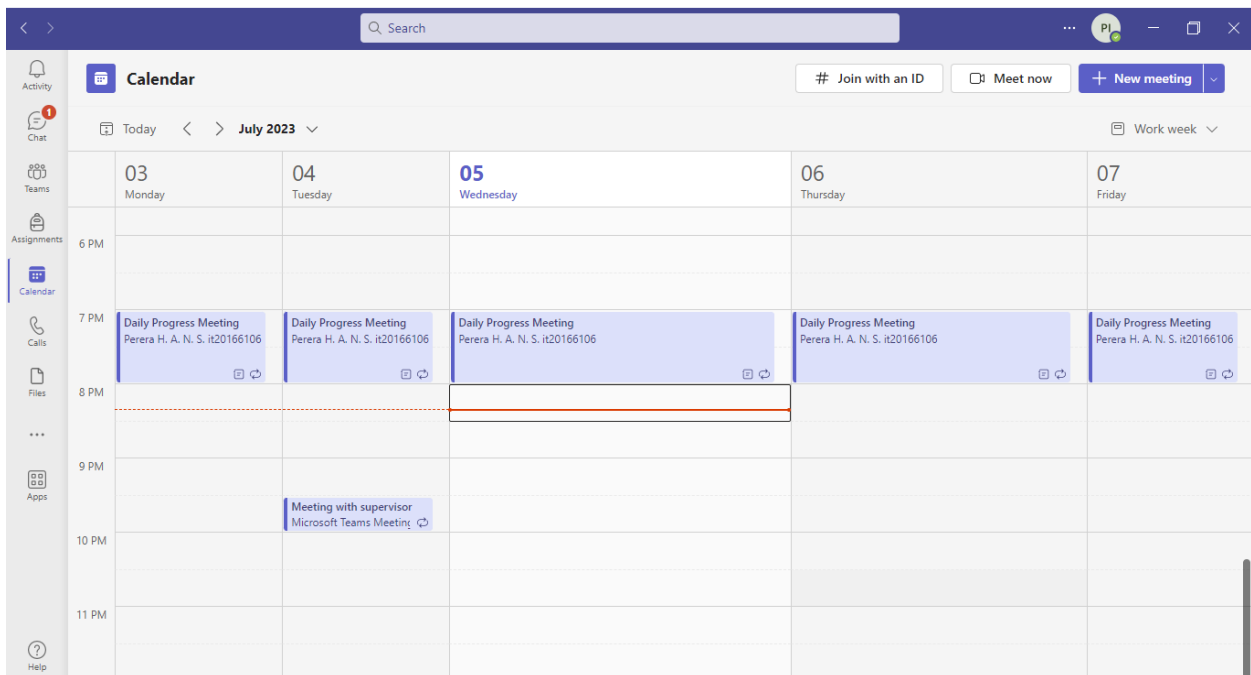 Search
PI
Activity
Calendar
# Join with an ID
Meet now
New meeting
1
Chat
Today
July 2023
Work week
Teams
03
Monday
04
Tuesday
05
Wednesday
06
Thursday
07
Friday
Assignments
6 PM
Calendar
7 PM
Daily Progress Meeting
Perera H. A. N. S. it20166106
Daily Progress Meeting
Perera H. A. N. S. it20166106
Daily Progress Meeting
Perera H. A. N. S. it20166106
Daily Progress Meeting
Perera H. A. N. S. it20166106
Daily Progress Meeting
Perera H. A. N. S. it20166106
Calls
Files
8 PM
9 PM
Apps
Meeting with supervisor
Microsoft Teams Meeting
10 PM
11 PM
Help